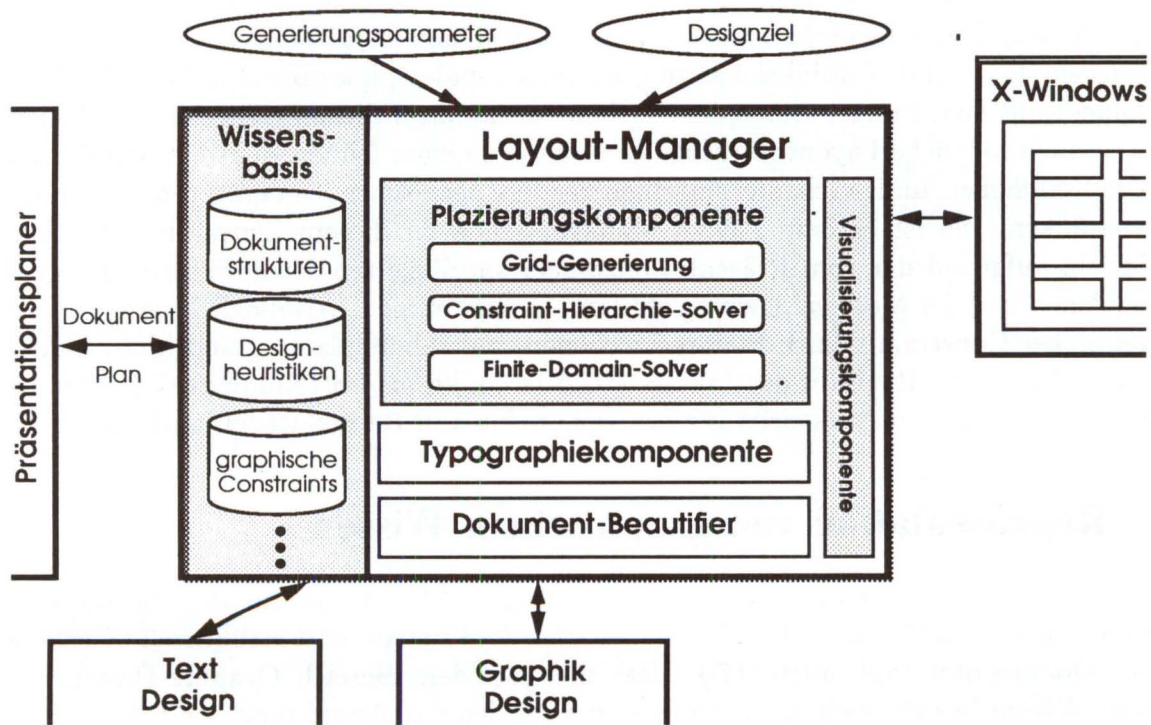 Generierungsparameter
Designziel
X-Windows
Wissens-
basis
Layout-Manager
Präsentationsplaner
Dokument
Plan
Dokument-
strukturen
Design-
heuristiken
graphische
Constraints
Plazierungskomponente
Grid-Generierung
Constraint-Hierarchie-Solver
Finite-Domain-Solver
Typographiekomponente
Dokument-Beautifier
Visualisierungskomponente
Text
Design
Graphik
Design